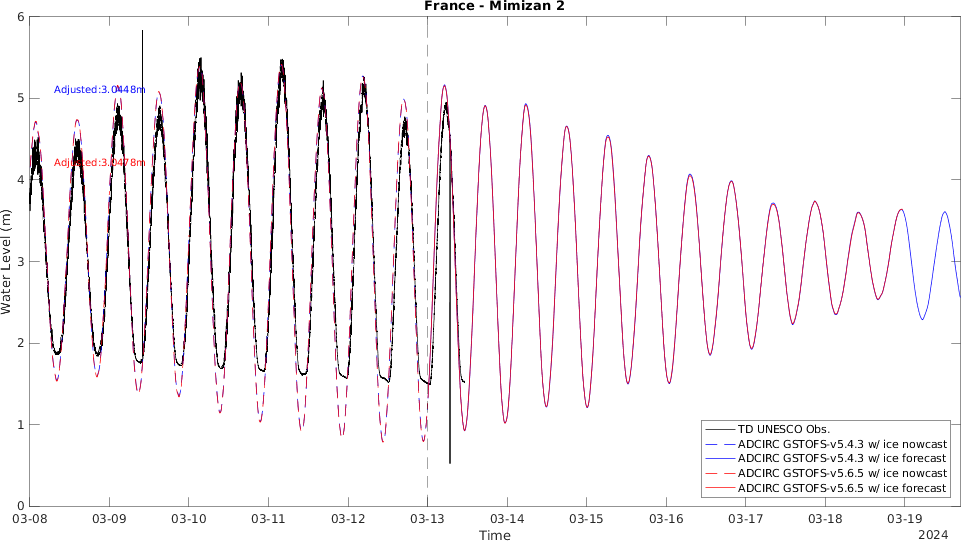 France - Mimizan 2
Water Level (m)
6
5
4
3
2
1
0
Adjusted:3.0448m
Adjusted:3.0478m
TD UNESCO Obs.
ADCIRC GSTOFS-v5.4.3 w/ ice nowcast
ADCIRC GSTOFS-v5.4.3 w/ ice forecast
ADCIRC GSTOFS-v5.6.5 w/ ice nowcast
ADCIRC GSTOFS-v5.6.5 w/ ice forecast
03-08 03-09 03-10 03-11 03-12 03-13 03-14 03-15 03-16 03-17 03-18 03-19
Time
2024